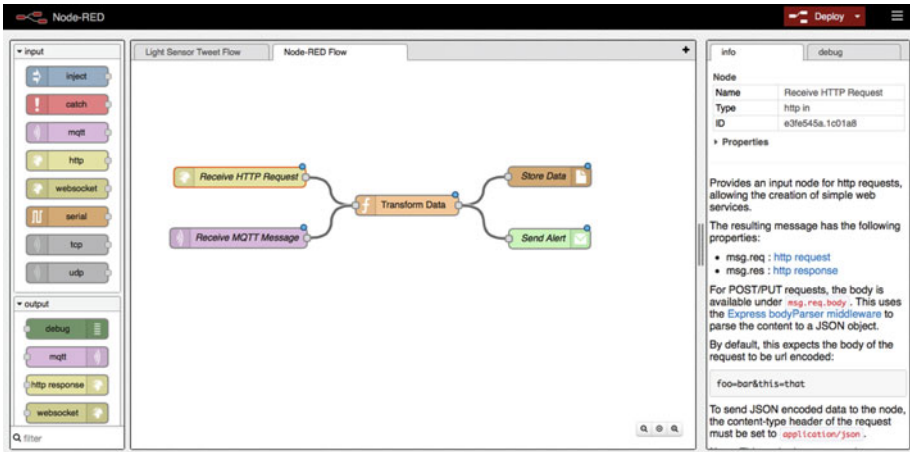 Node-RED
Deploy
input
inject
catch
mqtt
http
websocket
serial
tcp
udp
output
debug
mqtt
http response
websocket
filter
Light Sensor Tweet Flow
Node-RED Flow
+
Receive HTTP Request
Receive MQTT Message
f
Transform Data
Store Data
Send Alert
info
debug
Node
Name Receive HTTP Request
Type http in
ID e3fe545a.1c01a8
Properties
Provides an input node for http requests,
allowing the creation of simple web
services.
The resulting message has the following
properties:
• msg.req : http request
• msg.res : http response
For POST/PUT requests, the body is
available under msg.req.body . This uses
the Express bodyParser middleware to
parse the content to a JSON object.
By default, this expects the body of the
request to be url encoded:
foo=bar&this=that
To send JSON encoded data to the node,
the content-type header of the request
must be set to application/json .